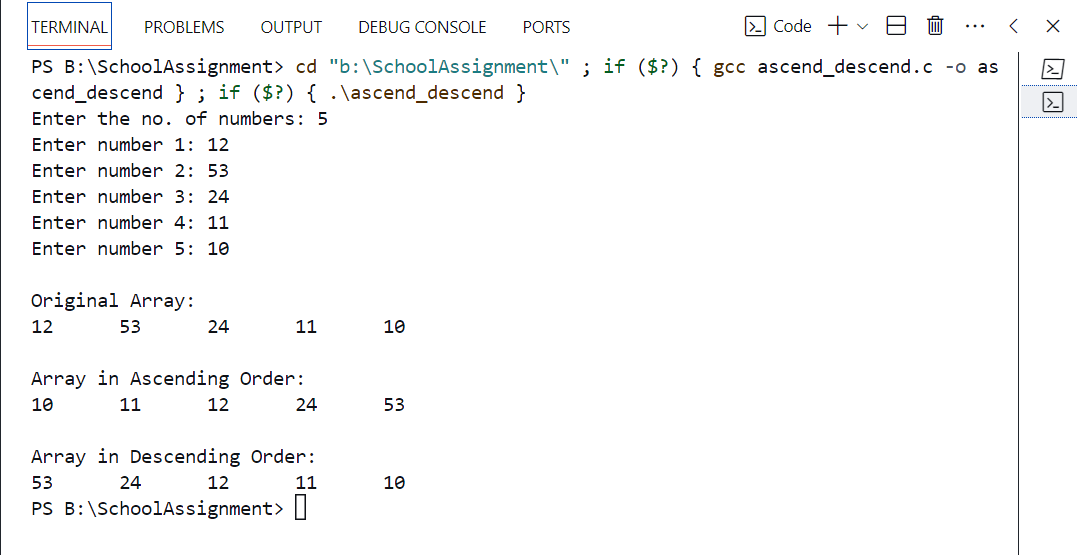 TERMINAL PROBLEMS OUTPUT DEBUG CONSOLE PORTS Code
PS B:\SchoolAssignment> cd "b:\SchoolAssignment\" ; if ($?) { gcc ascend_descend.c -o as
cend_descend } ; if ($?) { .\ascend_descend }
Enter the no. of numbers: 5
Enter number 1: 12
Enter number 2: 53
Enter number 3: 24
Enter number 4: 11
Enter number 5: 10
Original Array:
12 53 24 11 10
Array in Ascending Order:
10 11 12 24 53
Array in Descending Order:
53 24 12 11 10
PS B:\SchoolAssignment>